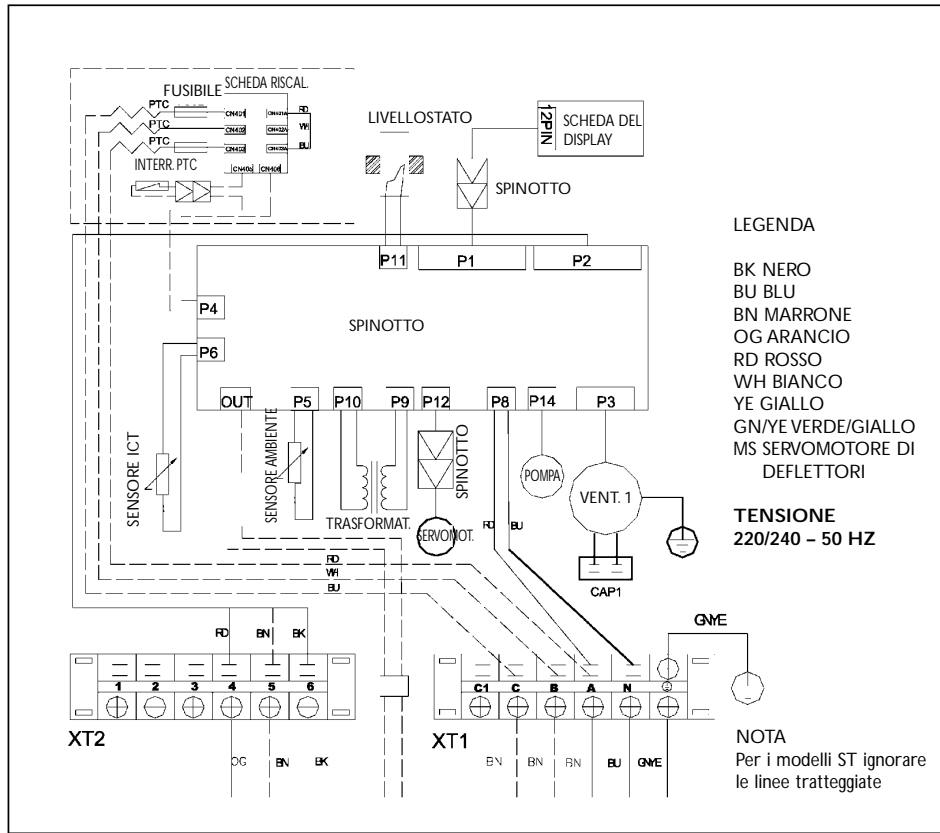 SCHEDA RISCAL.
FUSIBILE
PTC
CN401
CN401A
RD
PTC
CN402
CN402A
WH
PTC
CN403
CN403A
BU
INTERR. PTC
CN405
CN406
LIVELLOSTATO
12PIN
SCHEDA DEL
DISPLAY
SPINOTTO
LEGENDA
BK NERO
BU BLU
BN MARRONE
OG ARANCIO
RD ROSSO
WH BIANCO
YE GIALLO
GN/YE VERDE/GIALLO
MS SERVOMOTORE DI
DEFLETTORI
TENSIONE
220/240 – 50 HZ
P11
P1
P2
P4
SPINOTTO
P6
OUT
P5
P10
P9
P12
P8
P14
P3
SENSORE ICT
SENSORE AMBIENTE
TRASFORMAT.
SPINOTTO
SERVOMOT.
POMPA
VENT. 1
CAP1
RD
BU
RD
WH
BU
RD
BN
BK
GNYE
1
2
3
4
5
6
C1
C
B
A
N
XT2
XT1
OG
BN
BK
BN
BN
BN
BU
GNYE
NOTA
Per i modelli ST ignorare
le linee tratteggiate